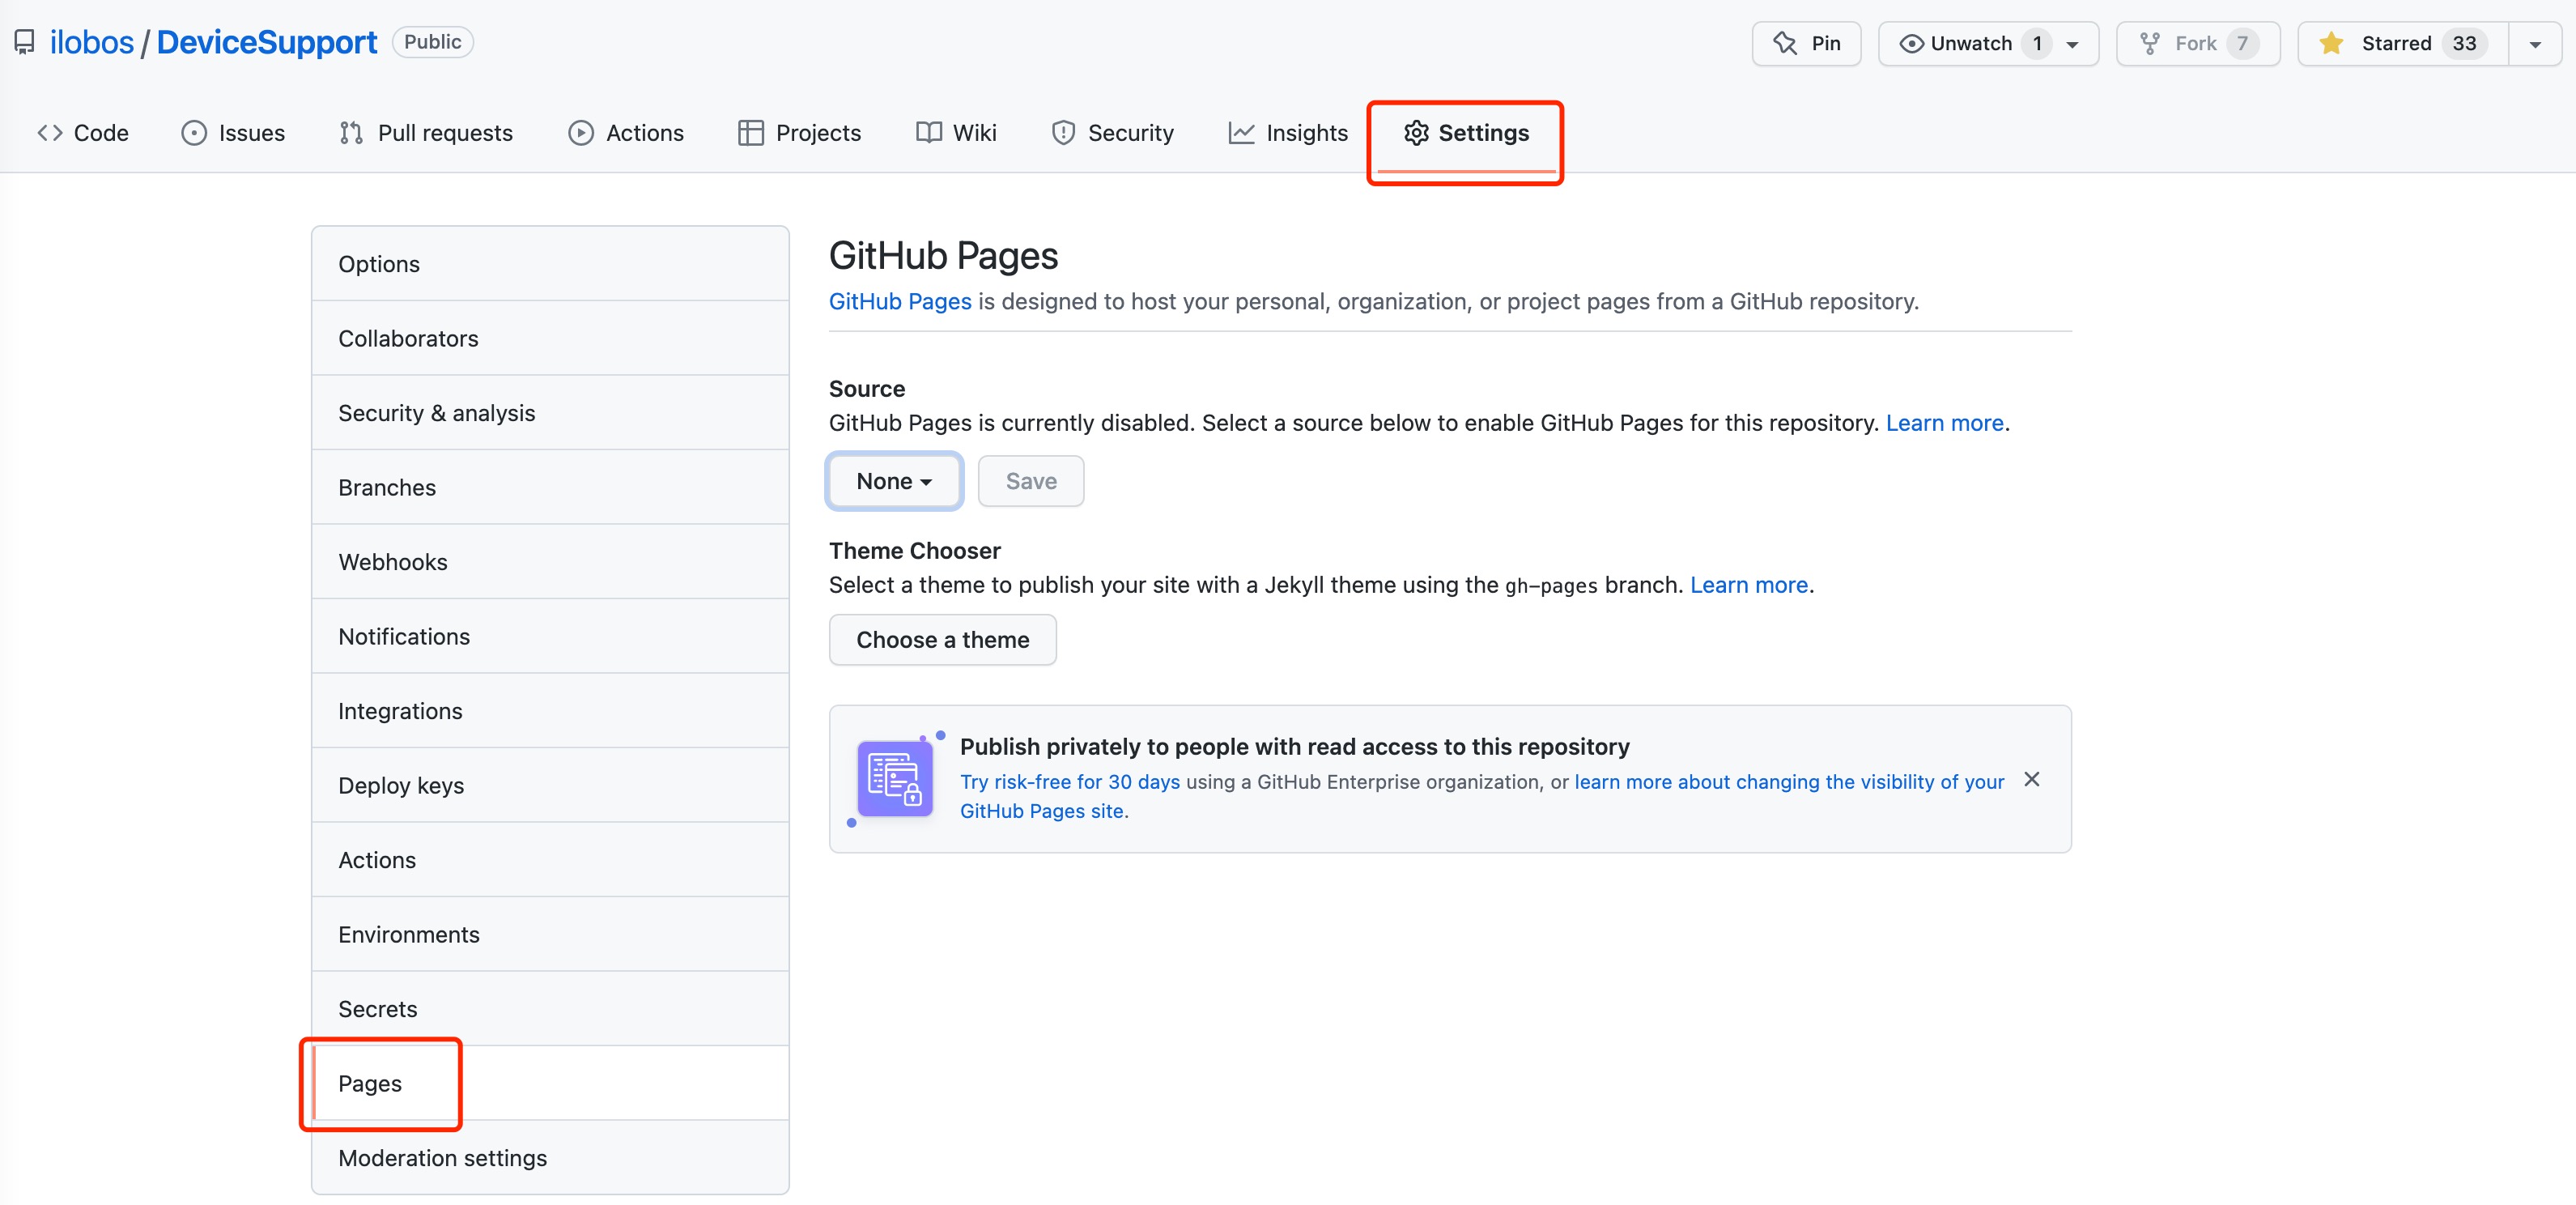 ilobos / DeviceSupport Public
Pin
Unwatch 1
Fork 7
Starred 33
Code
Issues
Pull requests
Actions
Projects
Wiki
Security
Insights
Settings
Options
Collaborators
Security & analysis
Branches
Webhooks
Notifications
Integrations
Deploy keys
Actions
Environments
Secrets
Pages
Moderation settings
GitHub Pages
GitHub Pages is designed to host your personal, organization, or project pages from a GitHub repository.
Source
GitHub Pages is currently disabled. Select a source below to enable GitHub Pages for this repository. Learn more.
None
Save
Theme Chooser
Select a theme to publish your site with a Jekyll theme using the gh-pages branch. Learn more.
Choose a theme
Publish privately to people with read access to this repository
Try risk-free for 30 days using a GitHub Enterprise organization, or learn more about changing the visibility of your
GitHub Pages site.